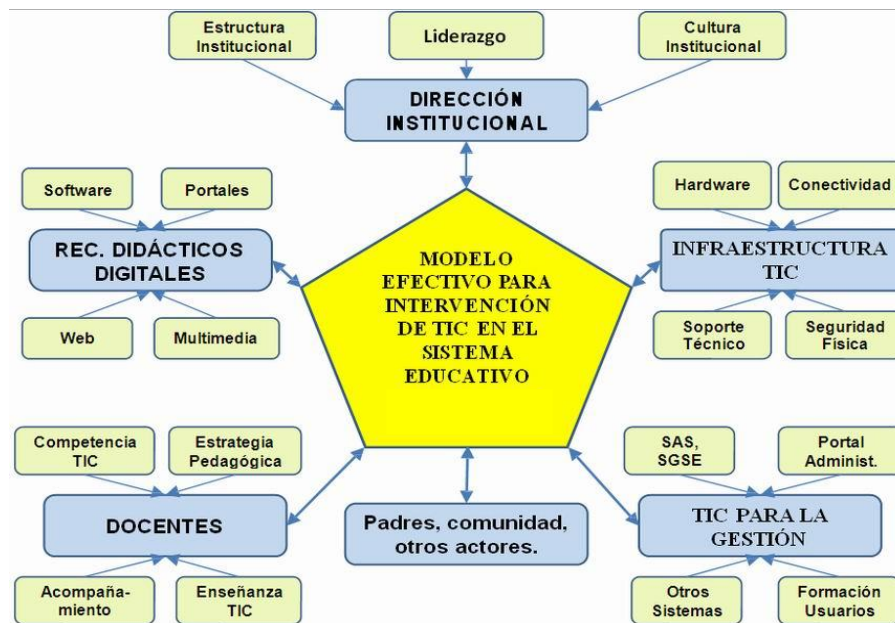 Estructura
Institucional
Liderazgo
Cultura
Institucional
DIRECCIÓN
INSTITUCIONAL
Software
Portales
REC. DIDÁCTICOS
DIGITALES
Web
Multimedia
Hardware
Conectividad
INFRAESTRUCTURA
TIC
Soporte
Técnico
Seguridad
Física
MODELO
EFECTIVO PARA
INTERVENCIÓN
DE TIC EN EL
SISTEMA
EDUCATIVO
Competencia
TIC
Estrategia
Pedagógica
DOCENTES
Acompaña-
miento
Enseñanza
TIC
Padres, comunidad,
otros actores.
SAS,
SGSE
Portal
Administ.
TIC PARA LA
GESTIÓN
Otros
Sistemas
Formación
Usuarios